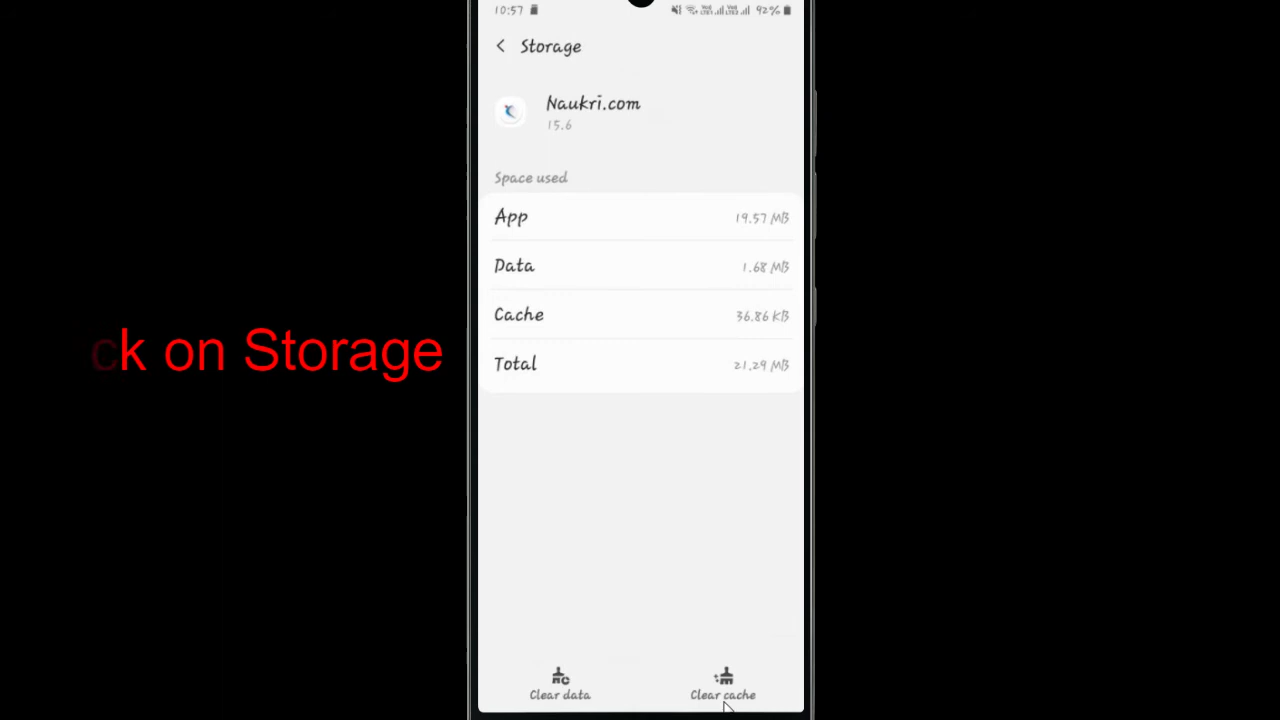 10:57 92%
Storage
Naukri.com
15.6
Space used
App 19.57 MB
Data 1.68 MB
Cache 36.86 KB
Total 21.29 MB
ck on Storage
Clear data Clear cache